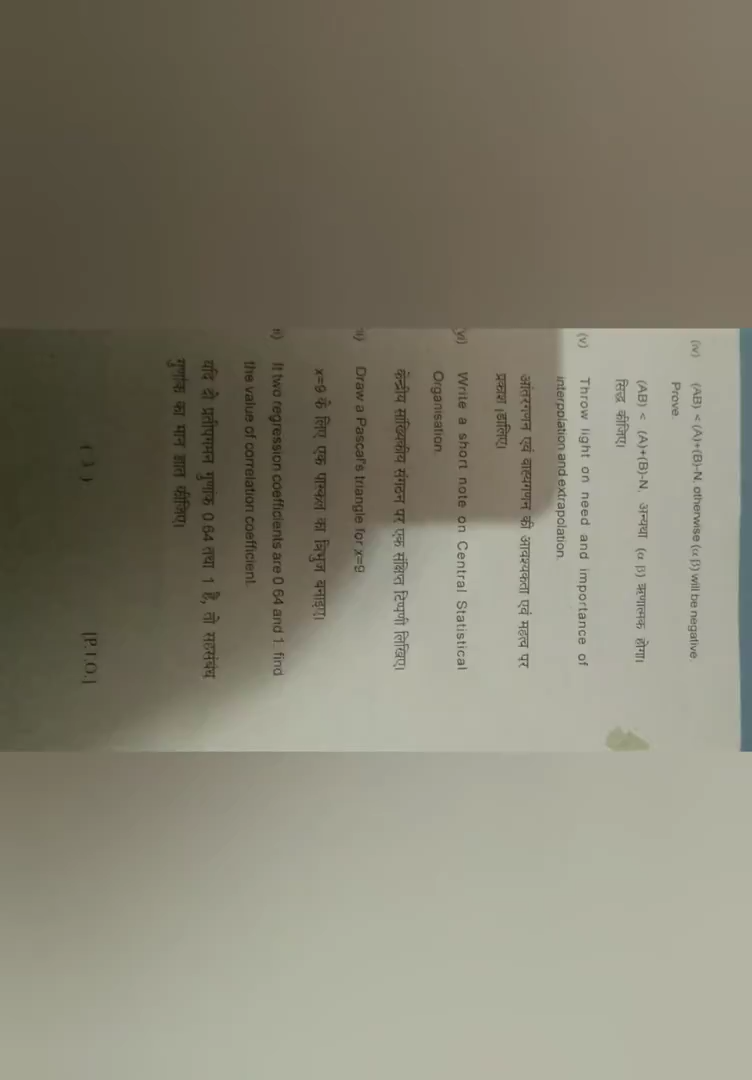 (iv) (AB) < (A)+(B)-N, otherwise (α β) will be negative
Prove.
(AB) < (A)+(B)-N, अन्यथा (α β) ऋणात्मक होगा।
सिद्ध कीजिए।
(v) Throw light on need and importance of
interpolation and extrapolation.
आंतरगणन एवं बाह्यगणन की आवश्यकता एवं महत्व पर
प्रकाश डालिए।
(vi) Write a short note on Central Statistical
Organisation.
केन्द्रीय सांख्यिकीय संगठन पर एक संक्षिप्त टिप्पणी लिखिए।
ii) Draw a Pascal's triangle for x=9
x=9 के लिए एक पास्कल का त्रिभुज बनाइए।
If two regression coefficients are 0.64 and 1, find
the value of correlation coefficient.
यदि दो प्रतीपगमन गुणांक 0.64 तथा 1 है, तो सहसंबंध
गुणांक का मान ज्ञात कीजिए।
( 3 ) [P.T.O.]